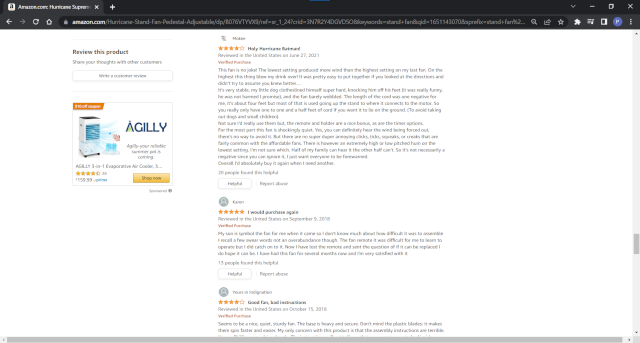 Amazon.com: Hurricane Suprem
amazon.com/Hurricane-Stand-Fan-Pedestal-Adjustable/dp/B076VTYVX9/ref=sr_1_24?crid=3N7R2Y4DGVDSO&keywords=stand+fan&qid=1651143070&sprefix=stand+fan%2...
Review this product
Share your thoughts with other customers
Write a customer review
$10 off coupon
AGILLY
Agilly-your reliable summer pal is coming.
AGILLY 3-in-1 Evaporative Air Cooler, 3...
$159.99
Shop now
Sponsored
Holy Hurricane Batman!
Reviewed in the United States on June 27, 2021
Verified Purchase
This fan is no joke! The lowest setting produced more wind than the highest setting on my last fan. On the
highest this thing blew my drink over! It was pretty easy to put together if you looked at the directions and
didn't try to assume you knew better...
It's very stable, my little dog clotheslined himself super hard, knocking him off his feet (it was really funny,
he was not harmed I promise), and the fan barely wobbled. The length of the cord was one negative for
me, it's about four feet but most of that is used going up the stand to where it connects to the motor. So
you really only have one to one and a half yard of cord if you want it to lie on the ground. (To avoid taking
out dogs and small children).
Not sure I'd really use them but, the remote and holder are a nice bonus, as are the timer options.
For the most part this fan is shockingly quiet. Yes, you can definitely hear the wind being forced out,
there's no way to avoid it. But there are no super duper annoying clicks, ticks, squeaks, or creaks that are
fairly common with the affordable fans. There is however an extremely high or low pitched hum on the
lowest setting, I'm not sure which. Half of my family can hear it the other half can't. So it's not necessarily a
negative since you can ignore it, I just want everyone to be forewarned.
Overall I'd absolutely buy it again when I need another.
20 people found this helpful
Helpful
Report abuse
Karen
I would purchase again
Reviewed in the United States on September 9, 2018
Verified Purchase
My son is symbol the fan for me when it came so I don't know much about how difficult it was to assemble
I recall a few swear words not an overabundance though. The fan remote it was difficult for me to learn to
operate but I did catch on to it. Now I have lost the remote and sent the question of if it can be replaced I
do hope it can be. I have had this fan for several months now and I'm very satisfied with it
13 people found this helpful
Helpful
Report abuse
Yours in Indignation
Good fan, bad instructions
Reviewed in the United States on October 15, 2018
Verified Purchase
Seems to be a nice, quiet, sturdy fan. The base is heavy and secure. Don't mind the plastic blades; it makes
them spin faster and easier. My only concern with this product is that the assembly instructions are terrible.